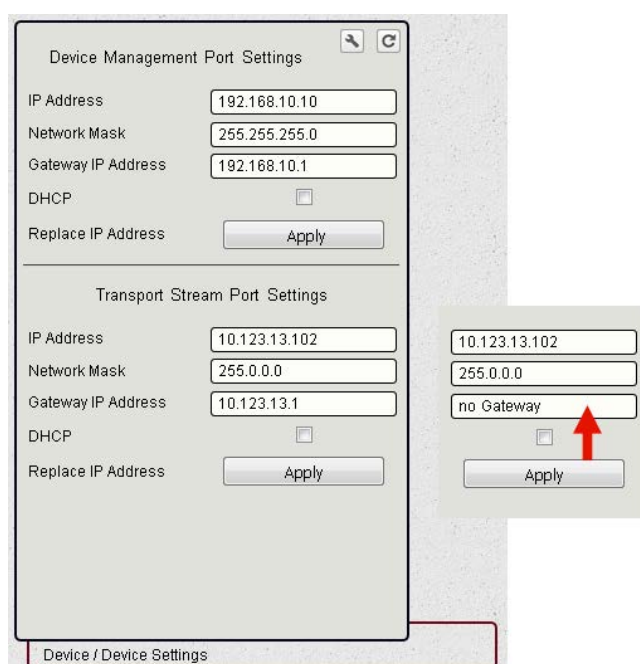 Device Management Port Settings
IP Address 192.168.10.10
Network Mask 255.255.255.0
Gateway IP Address 192.168.10.1
DHCP
Replace IP Address Apply
Transport Stream Port Settings
IP Address 10.123.13.102
Network Mask 255.0.0.0
Gateway IP Address 10.123.13.1
DHCP
Replace IP Address Apply
10.123.13.102
255.0.0.0
no Gateway
Apply
Device / Device Settings